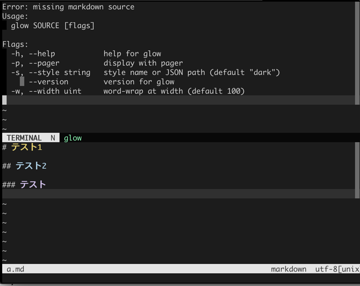 Error: missing markdown source
Usage:
  glow SOURCE [flags]

Flags:
  -h, --help           help for glow
  -p, --pager          display with pager
  -s, --style string   style name or JSON path (default "dark")
      --version        version for glow
  -w, --width uint     word-wrap at width (default 100)

~
~
TERMINAL  N  glow
# テスト1

## テスト2

### テスト

~
~
~
~
~
~
a.md    markdown  utf-8[unix